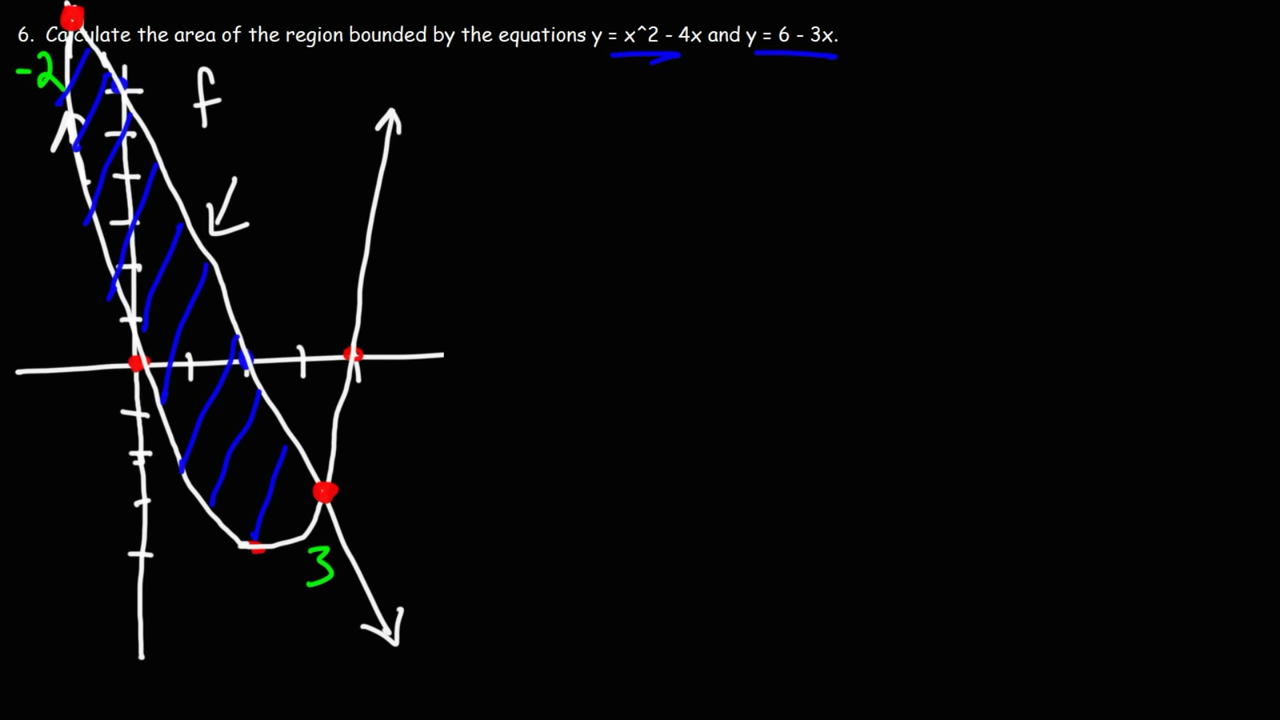 6. Calculate the area of the region bounded by the equations y = x^2 - 4x and y = 6 - 3x.
-2
f
3